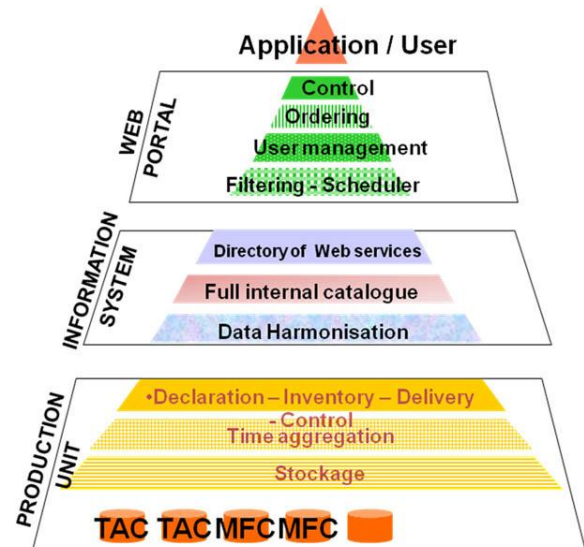 Application / User
WEB
PORTAL
Control
Ordering
User management
Filtering - Scheduler
INFORMATION
SYSTEM
Directory of Web services
Full internal catalogue
Data Harmonisation
PRODUCTION
UNIT
•Declaration – Inventory – Delivery
- Control
Time aggregation
Stockage
TAC TAC MFC MFC